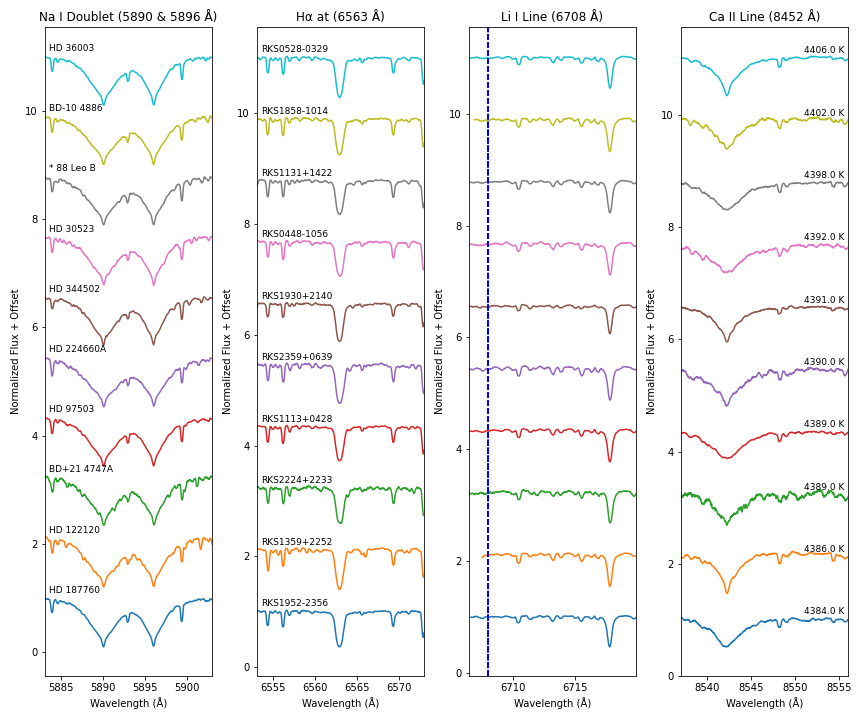 Na I Doublet (5890 & 5896 Å)
Normalized Flux + Offset
10
8
6
4
2
0
HD 36003
BD-10 4886
* 88 Leo B
HD 30523
HD 344502
HD 224660A
HD 97503
BD+21 4747A
HD 122120
HD 187760
5885 5890 5895 5900
Wavelength (Å)
Hα at (6563 Å)
Normalized Flux + Offset
10
8
6
4
2
0
RKS0528-0329
RKS1858-1014
RKS1131+1422
RKS0448-1056
RKS1930+2140
RKS2359+0639
RKS1113+0428
RKS2224+2233
RKS1359+2252
RKS1952-2356
6555 6560 6565 6570
Wavelength (Å)
Li I Line (6708 Å)
Normalized Flux + Offset
10
8
6
4
2
0
6710 6715
Wavelength (Å)
Ca II Line (8452 Å)
Normalized Flux + Offset
10
8
6
4
2
0
4406.0 K
4402.0 K
4398.0 K
4392.0 K
4391.0 K
4390.0 K
4389.0 K
4389.0 K
4386.0 K
4384.0 K
8540 8545 8550 8555
Wavelength (Å)